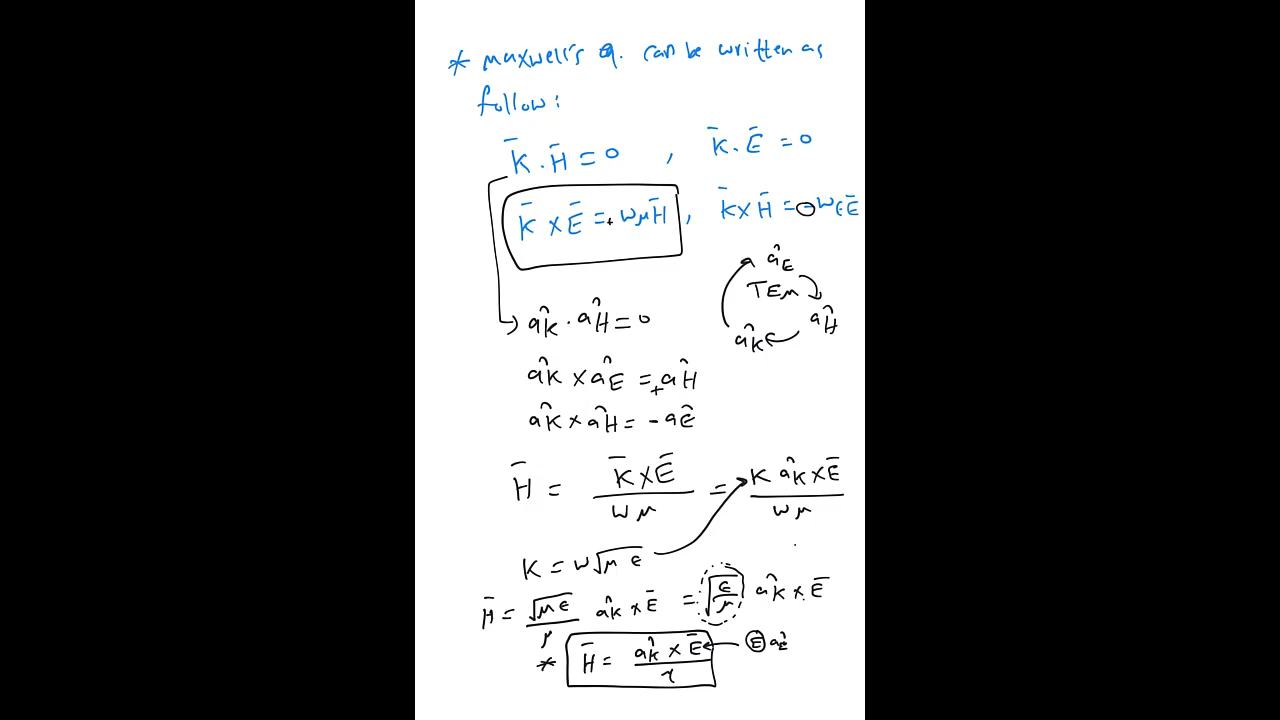 * Maxwell's eq. can be written as
follow:
K̄ . H̄ = 0 , K̄ . Ē = 0
K̄ × Ē = + ωμH̄ , K̄ × H̄ = - ωϵĒ
âE
TEM
âH
âK
âK . âH = 0
âK × âE = + âH
âK × âH = - âE
H̄ = K̄ × Ē / ωμ = K âK × Ē / ωμ
K = ω√μϵ
H̄ = √μϵ / μ âK × Ē = √ϵ/μ âK × Ē
* H̄ = âK × Ē / η ← E âE